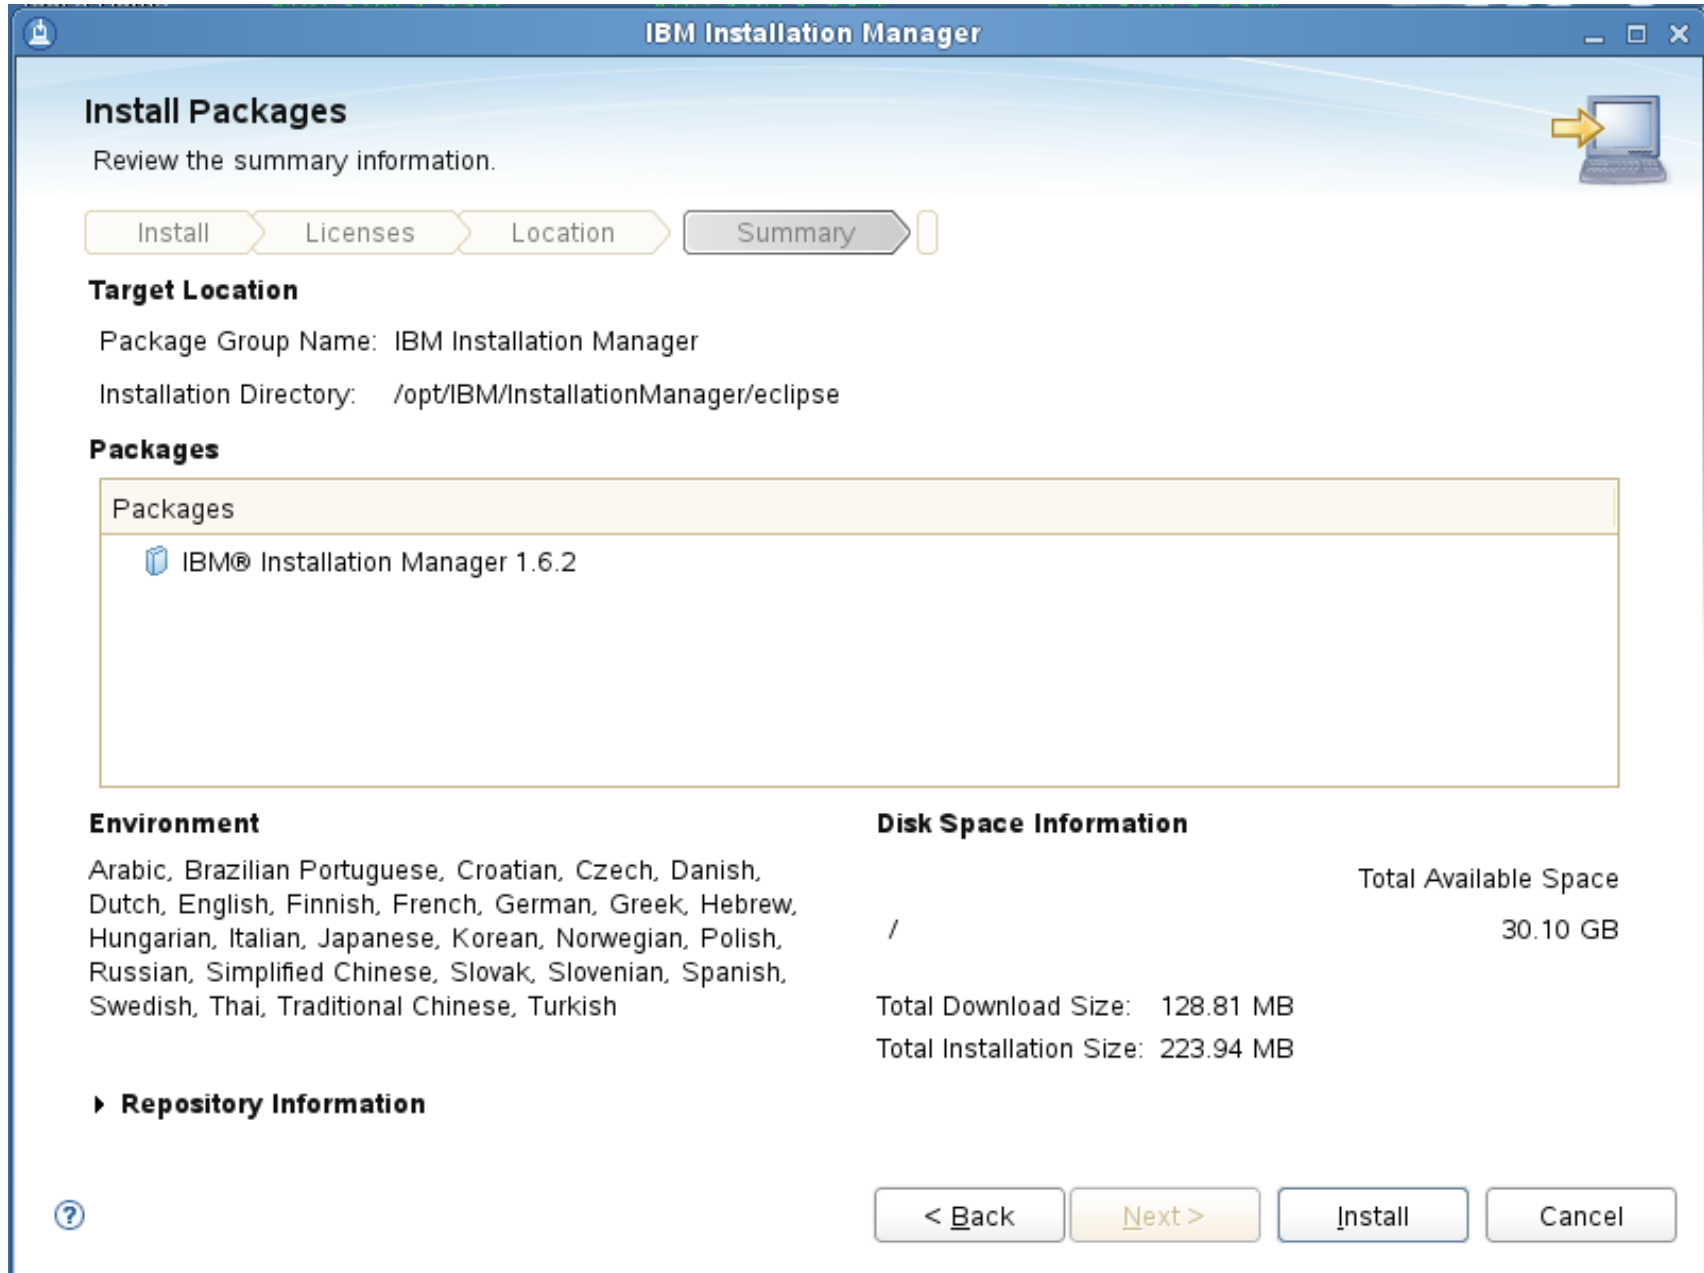 IBM Installation Manager
Install Packages
Review the summary information.
Install Licenses Location Summary
Target Location
Package Group Name: IBM Installation Manager
Installation Directory: /opt/IBM/InstallationManager/eclipse
Packages
Packages
IBM® Installation Manager 1.6.2
Environment
Arabic, Brazilian Portuguese, Croatian, Czech, Danish,
Dutch, English, Finnish, French, German, Greek, Hebrew,
Hungarian, Italian, Japanese, Korean, Norwegian, Polish,
Russian, Simplified Chinese, Slovak, Slovenian, Spanish,
Swedish, Thai, Traditional Chinese, Turkish
Disk Space Information
Total Available Space
/ 30.10 GB
Total Download Size: 128.81 MB
Total Installation Size: 223.94 MB
Repository Information
? < Back Next > Install Cancel